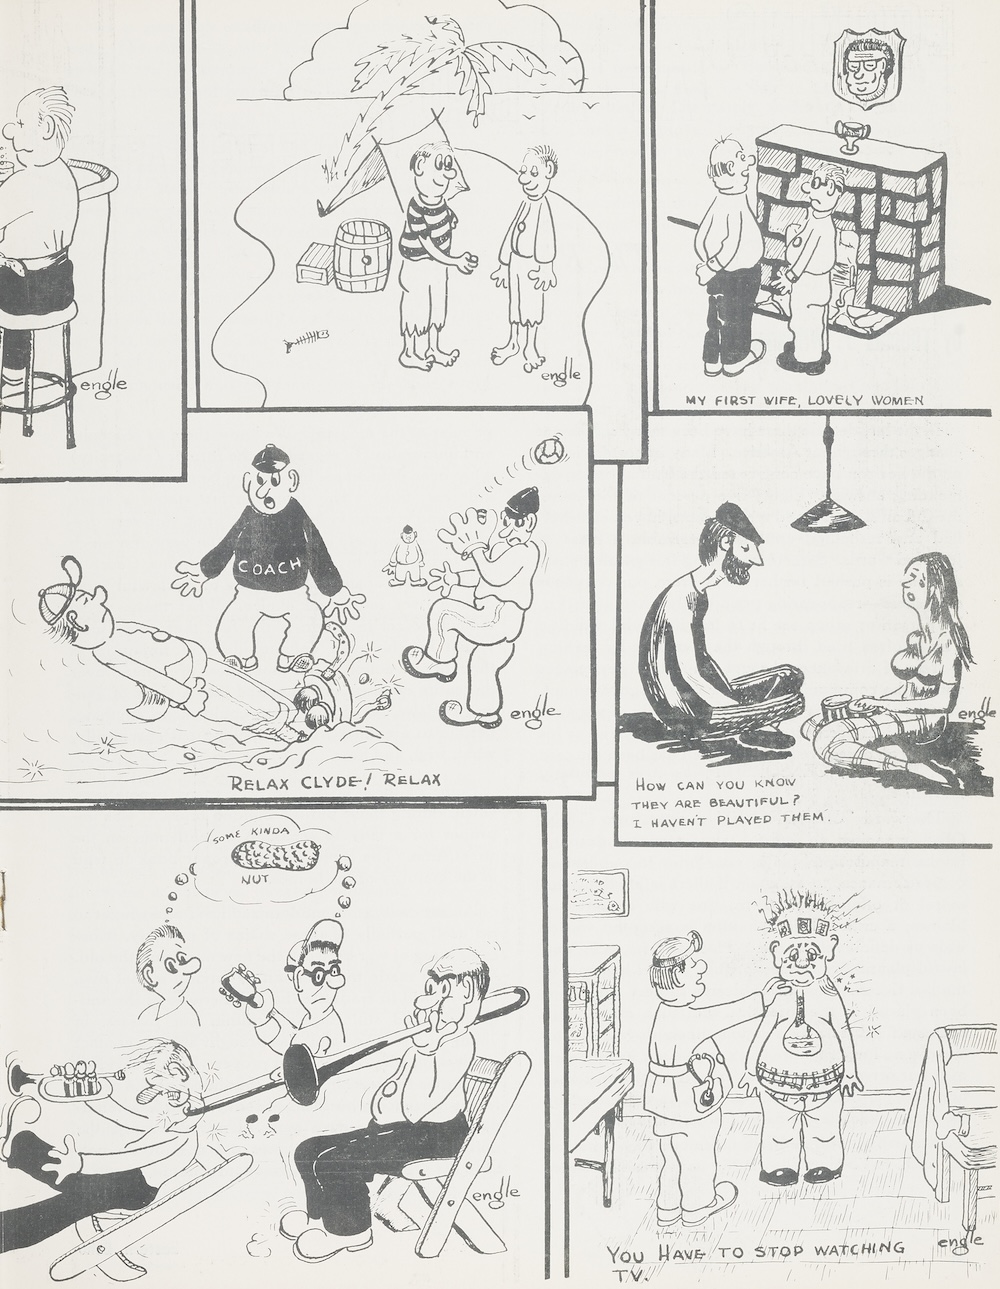 engle
engle
MY FIRST WIFE, LOVELY WOMEN
COACH
engle
RELAX CLYDE! RELAX
engle
HOW CAN YOU KNOW
THEY ARE BEAUTIFUL?
I HAVEN'T PLAYED THEM.
SOME KINDA
NUT
engle
engle
YOU HAVE TO STOP WATCHING
T.V.